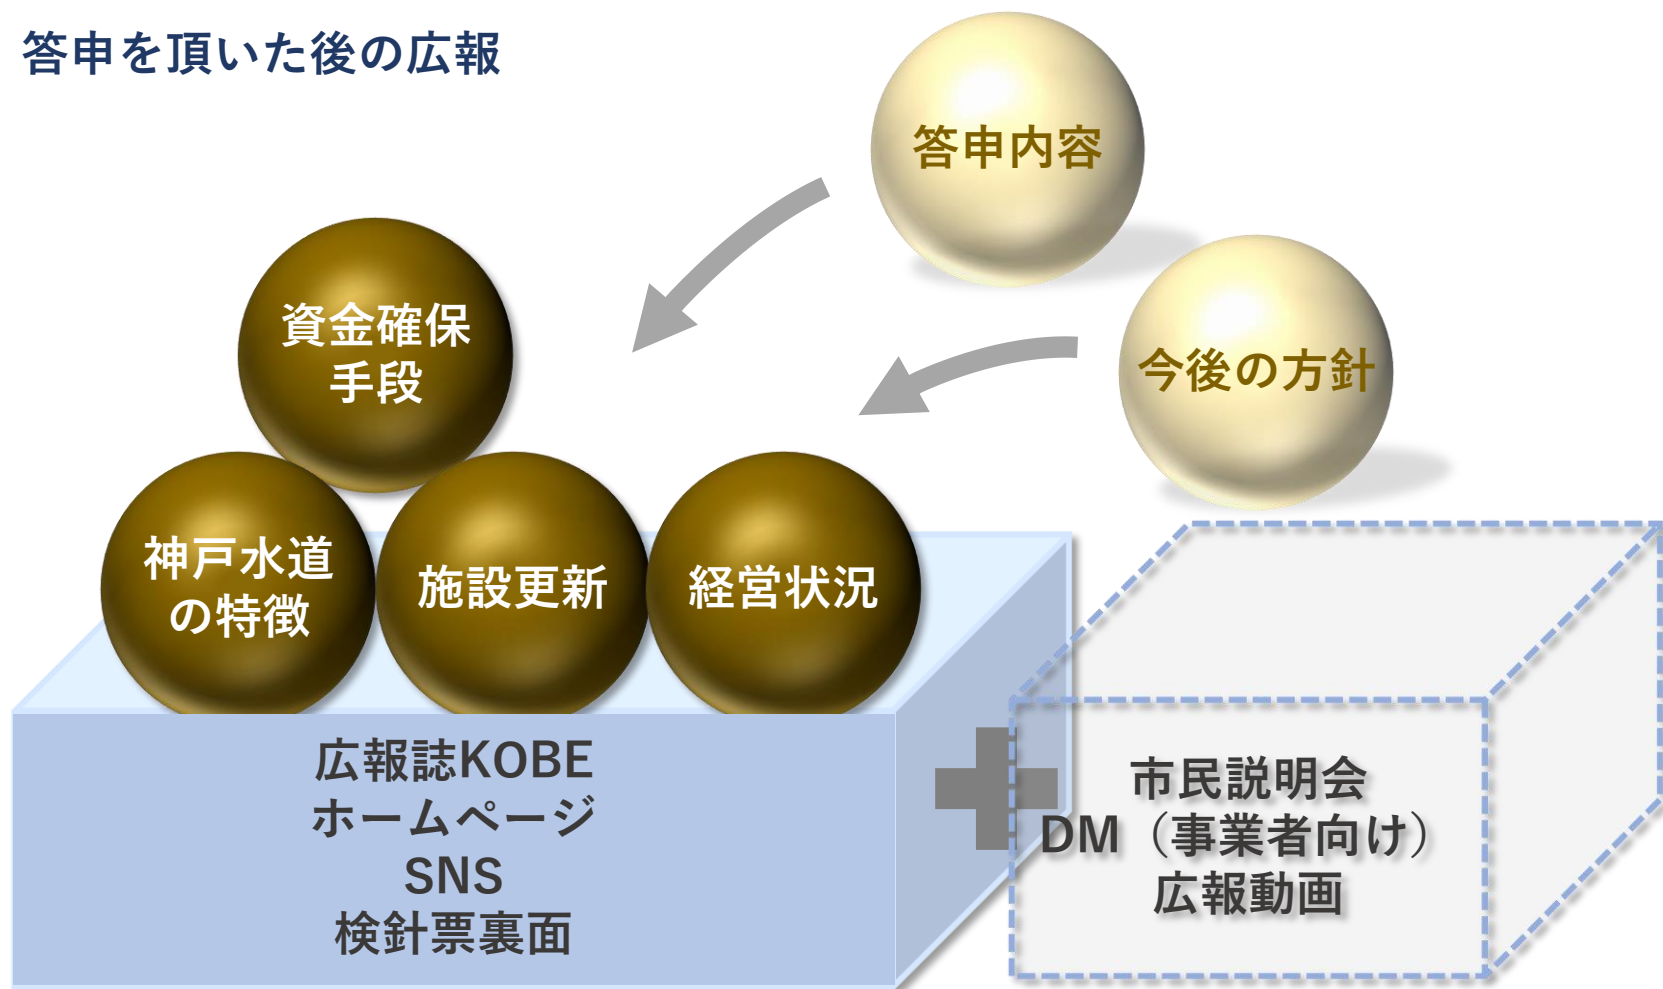 答申を頂いた後の広報
答申内容
今後の方針
資金確保
手段
神戸水道
の特徴
施設更新
経営状況
広報誌KOBE
ホームページ
SNS
検針票裏面
市民説明会
DM（事業者向け）
広報動画